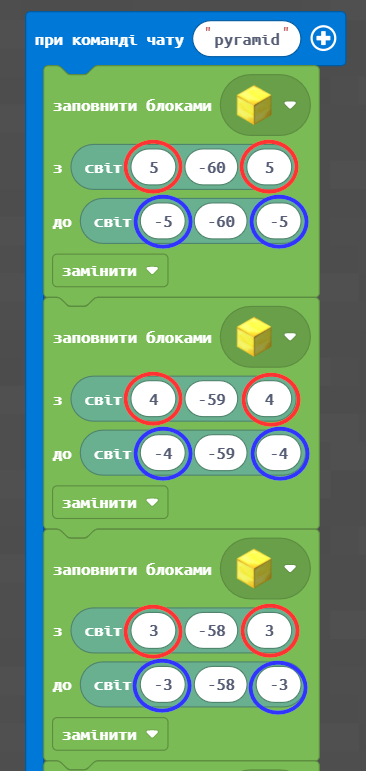 при команді чату "pyramid"
заповнити блоками
з світ 5 -60 5
до світ -5 -60 -5
замінити
заповнити блоками
з світ 4 -59 4
до світ -4 -59 -4
замінити
заповнити блоками
з світ 3 -58 3
до світ -3 -58 -3
замінити